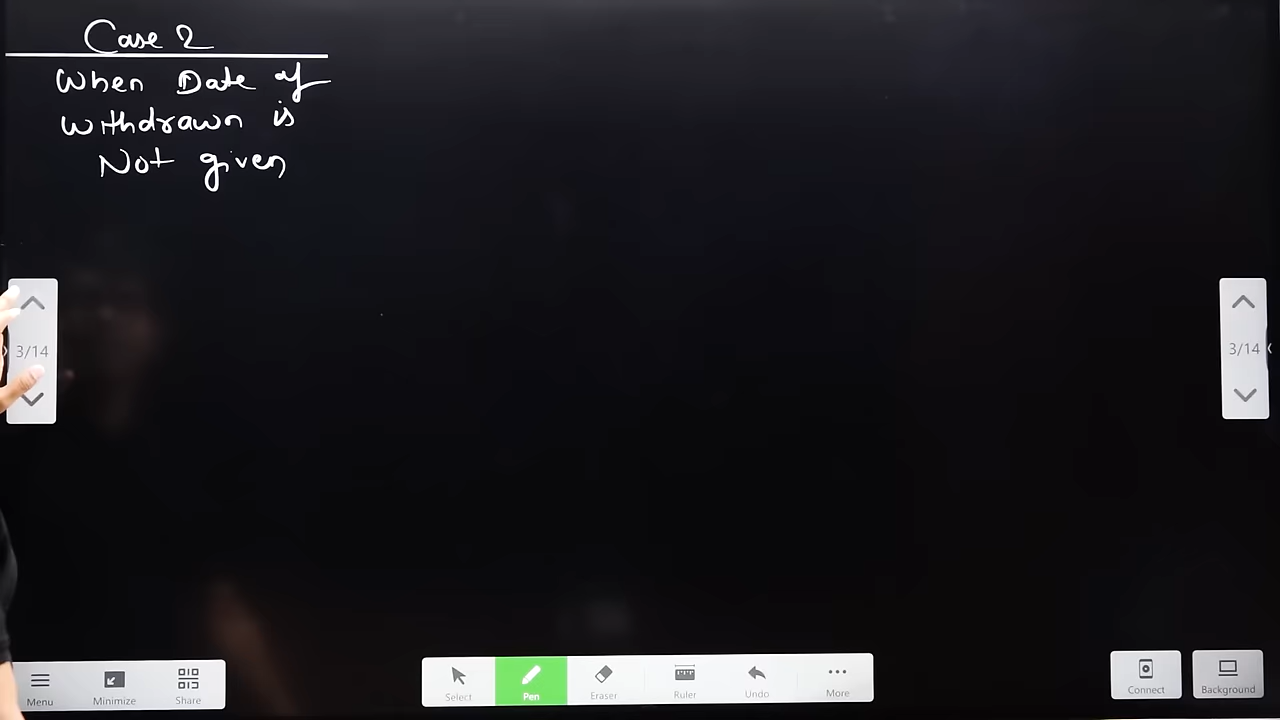 Case 2
When Date of
Withdrawn is
Not given
3/14
3/14
Menu
Minimize
Share
Select
Pen
Eraser
Ruler
Undo
More
Connect
Background